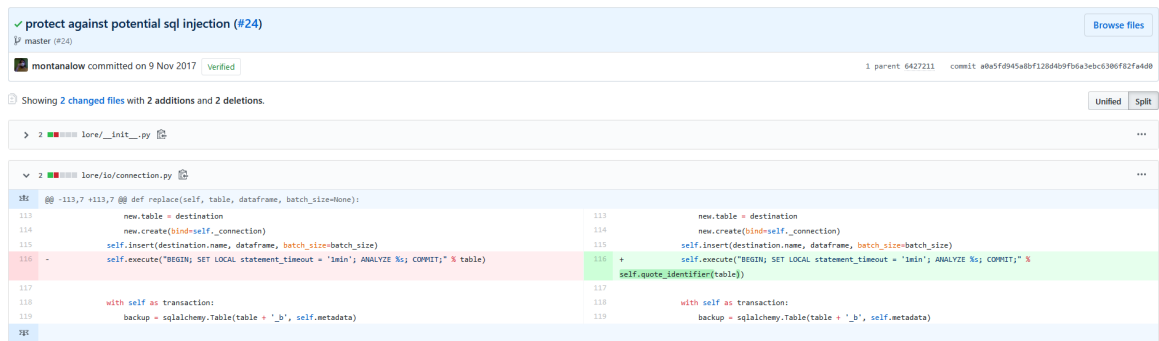 protect against potential sql injection (#24)
Browse files
master (#24)
montanalow committed on 9 Nov 2017 Verified
1 parent 6427211 commit a0a5fd945a8bf128d4b9fb6a3ebc6306f82fa4d0
Showing 2 changed files with 2 additions and 2 deletions.
Unified Split
2 lore/__init__.py
2 lore/io/connection.py
@@ -113,7 +113,7 @@ def replace(self, table, dataframe, batch_size=None):
113 new.table = destination
114 new.create(bind=self._connection)
115 self.insert(destination.name, dataframe, batch_size=batch_size)
116 - self.execute("BEGIN; SET LOCAL statement_timeout = '1min'; ANALYZE %s; COMMIT;" % table)
117
118 with self as transaction:
119 backup = sqlalchemy.Table(table + '_b', self.metadata)
113 new.table = destination
114 new.create(bind=self._connection)
115 self.insert(destination.name, dataframe, batch_size=batch_size)
116 + self.execute("BEGIN; SET LOCAL statement_timeout = '1min'; ANALYZE %s; COMMIT;" %
self.quote_identifier(table))
117
118 with self as transaction:
119 backup = sqlalchemy.Table(table + '_b', self.metadata)